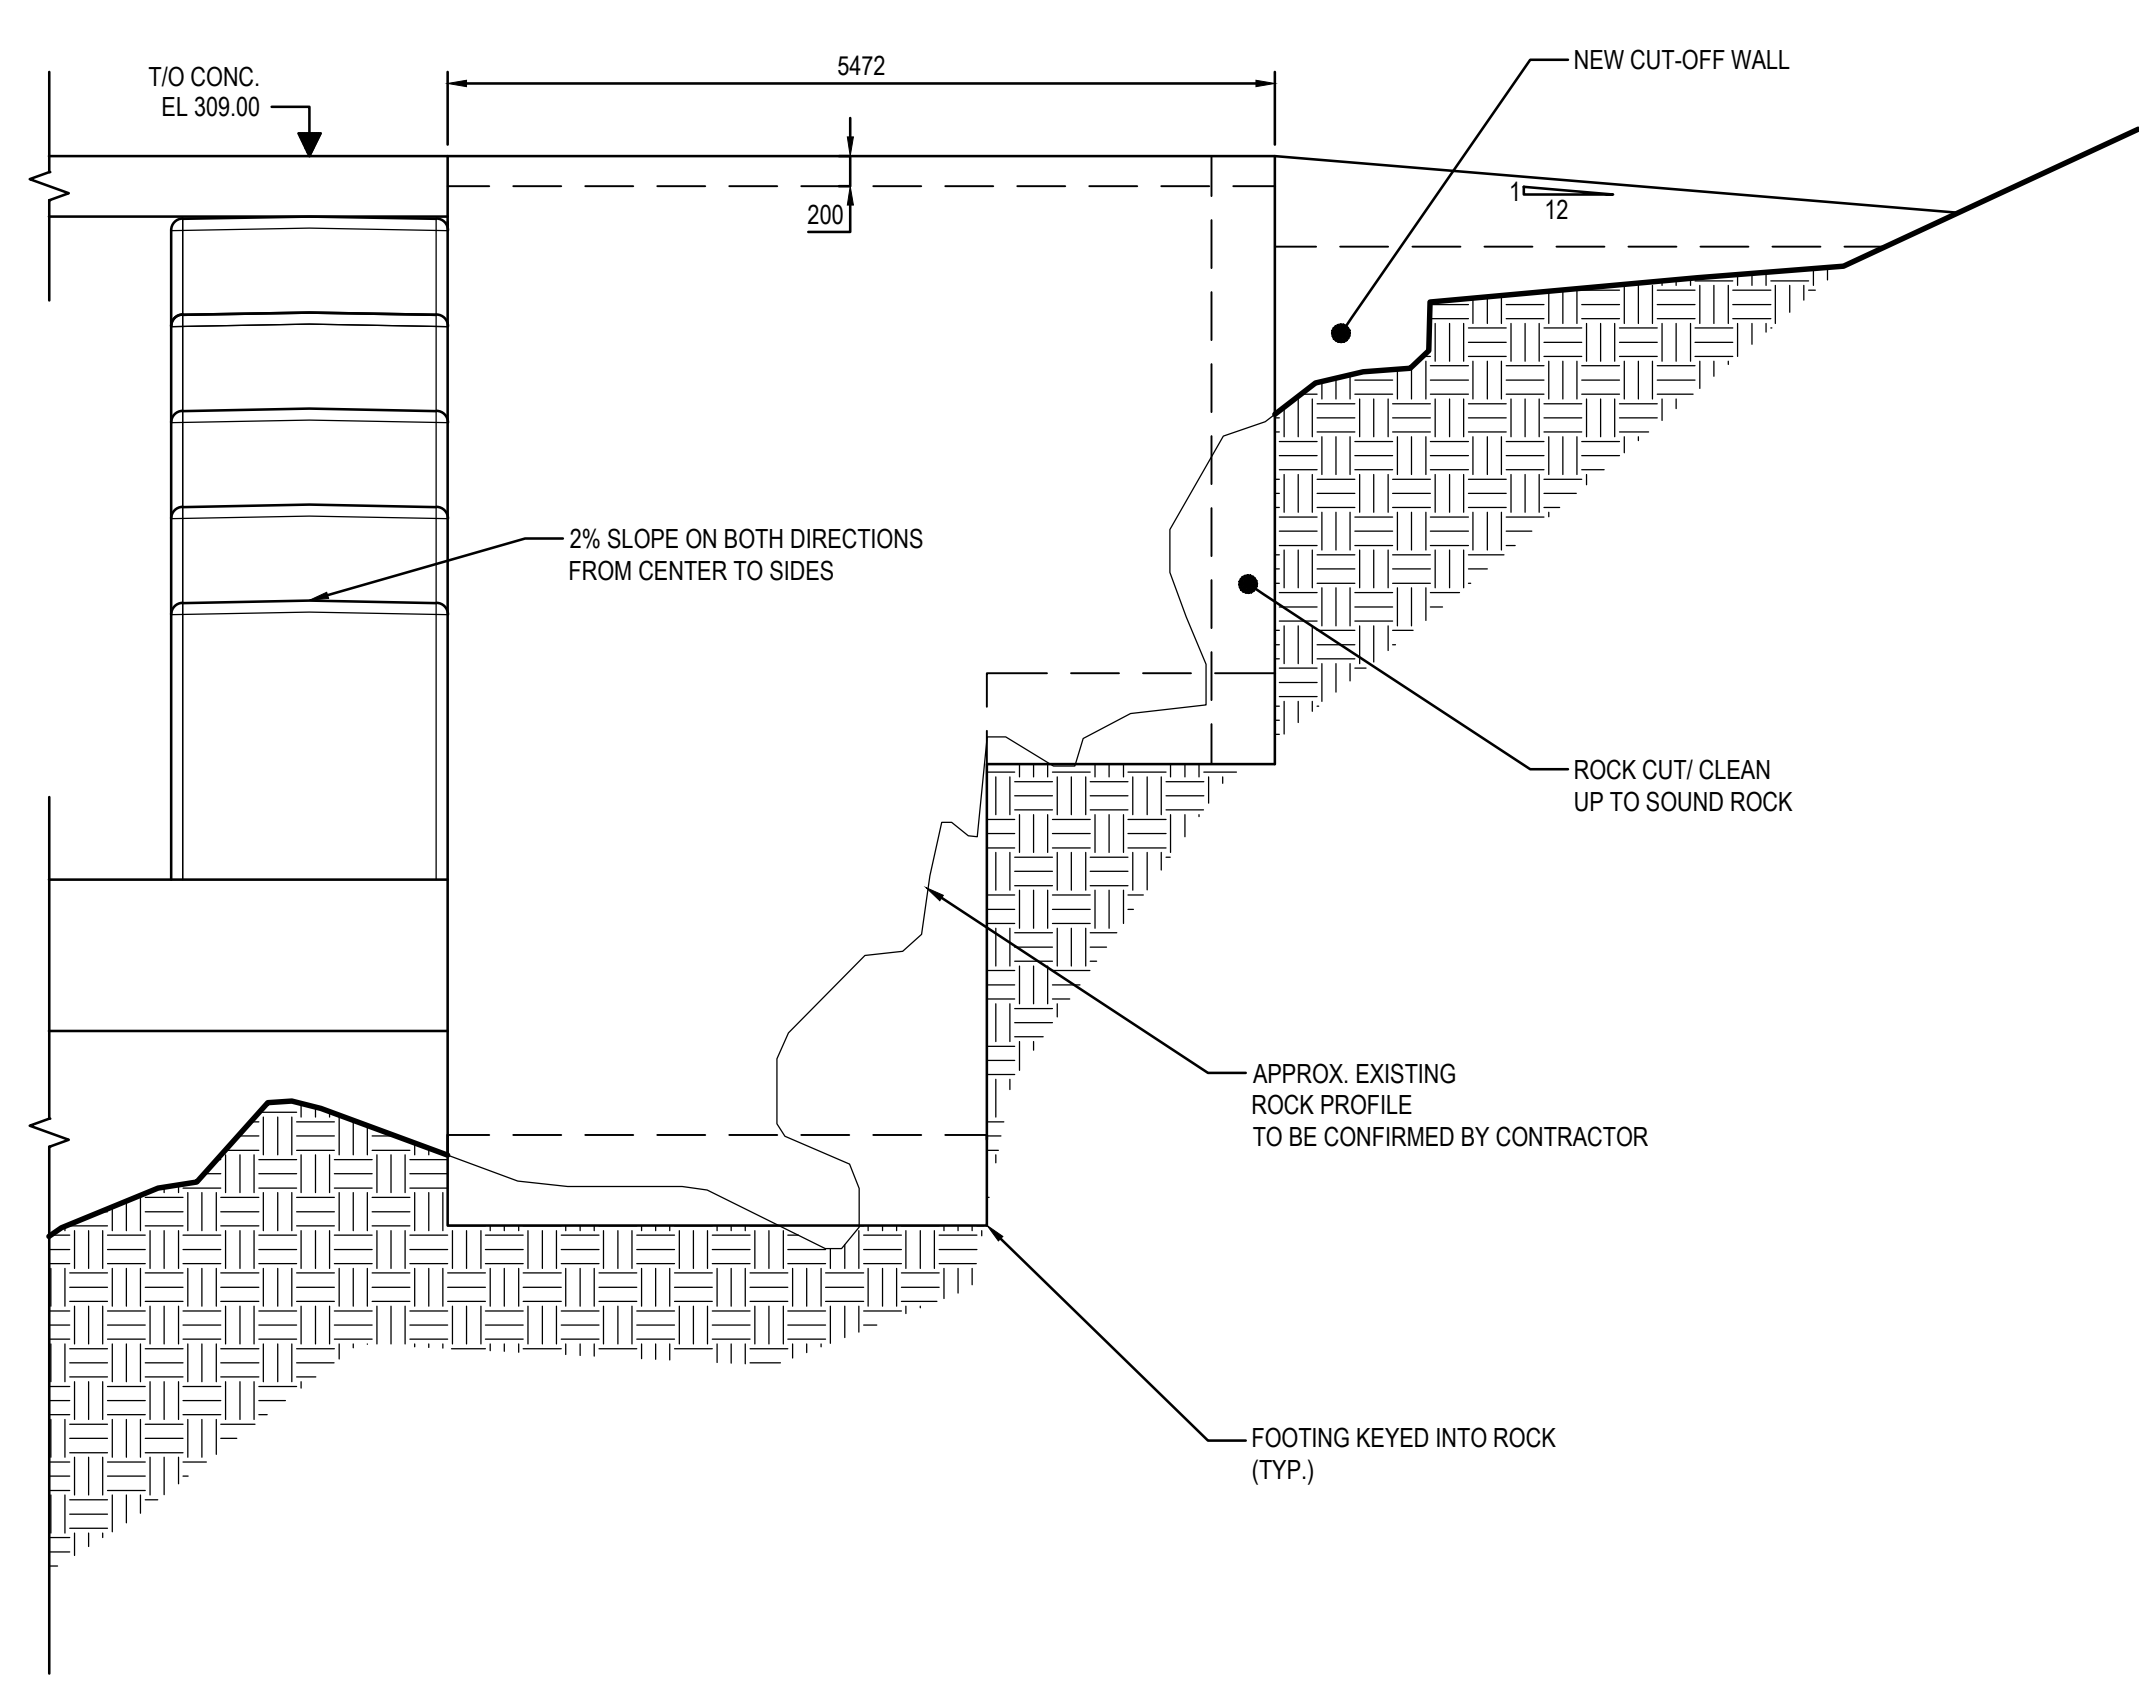 5472
NEW CUT-OFF WALL
T/O CONC.
EL 309.00
1
12
200
2% SLOPE ON BOTH DIRECTIONS
FROM CENTER TO SIDES
ROCK CUT/ CLEAN
UP TO SOUND ROCK
APPROX. EXISTING
ROCK PROFILE
TO BE CONFIRMED BY CONTRACTOR
FOOTING KEYED INTO ROCK
(TYP.)